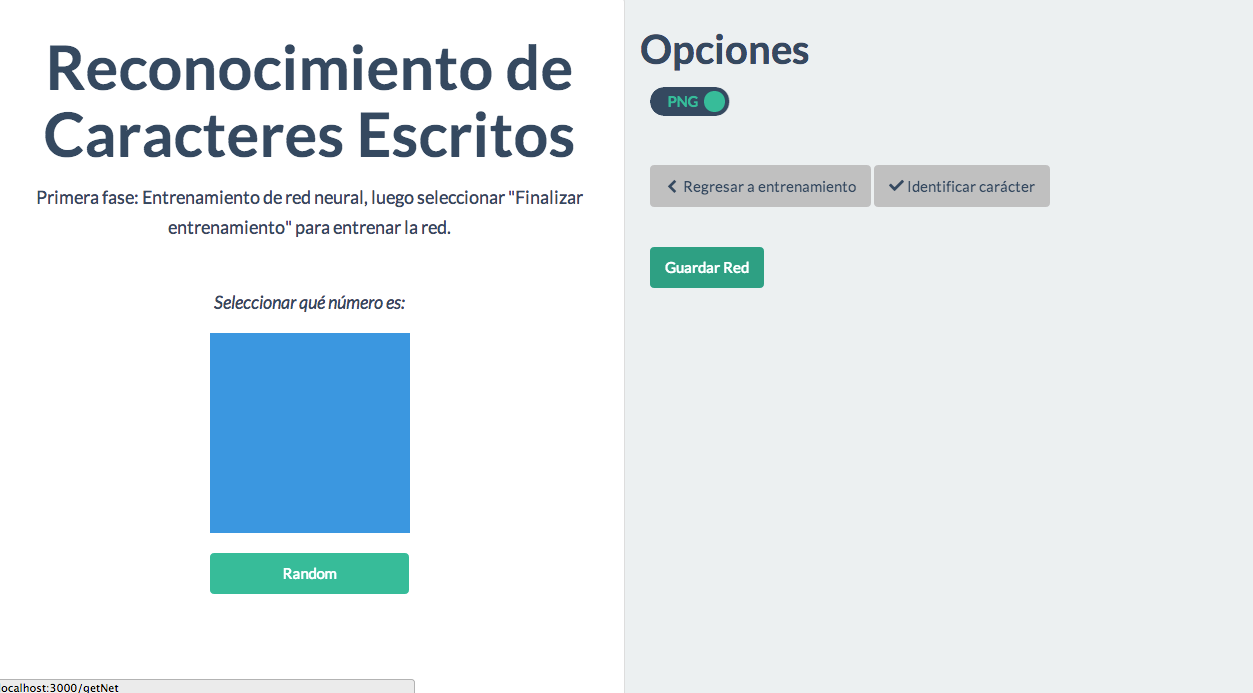 Reconocimiento de
Caracteres Escritos
Primera fase: Entrenamiento de red neural, luego seleccionar "Finalizar
entrenamiento" para entrenar la red.
Seleccionar qué número es:
Random
Opciones
PNG
Regresar a entrenamiento
Identificar carácter
Guardar Red
ocalhost:3000/getNet